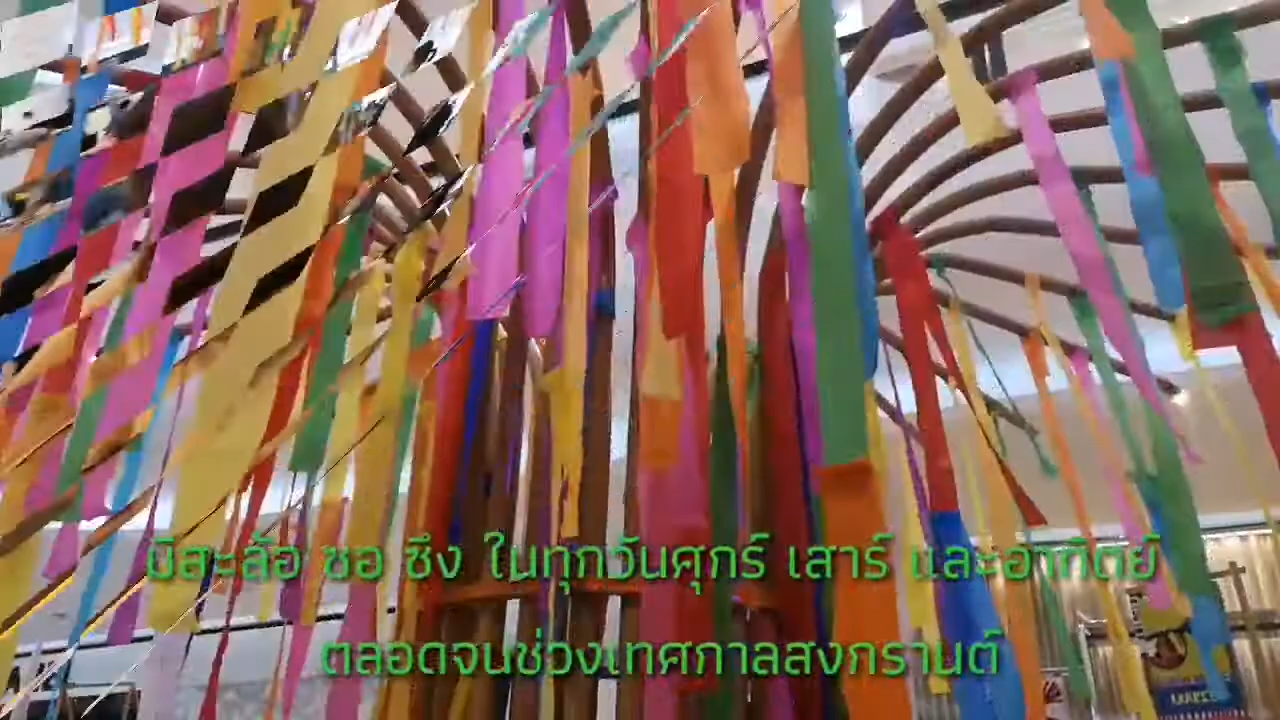 มีสะล้อ ซอ ซึง ในทุกวันศุกร์ เสาร์ และอาทิตย์
ตลอดจนช่วงเทศกาลสงกรานต์